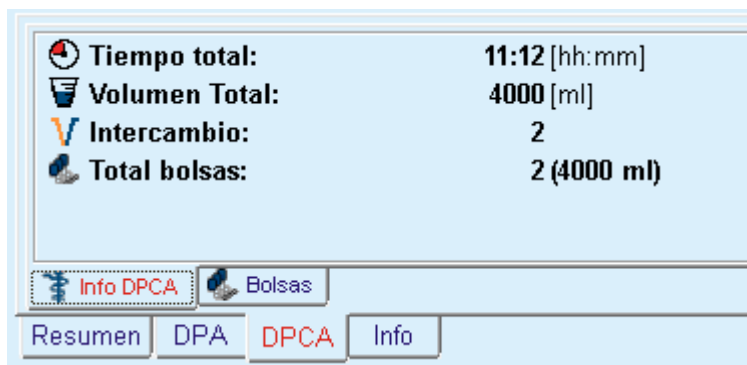 Tiempo total: 11:12 [hh:mm]
Volumen Total: 4000 [ml]
Intercambio: 2
Total bolsas: 2 (4000 ml)
Info DPCA Bolsas
Resumen DPA DPCA Info